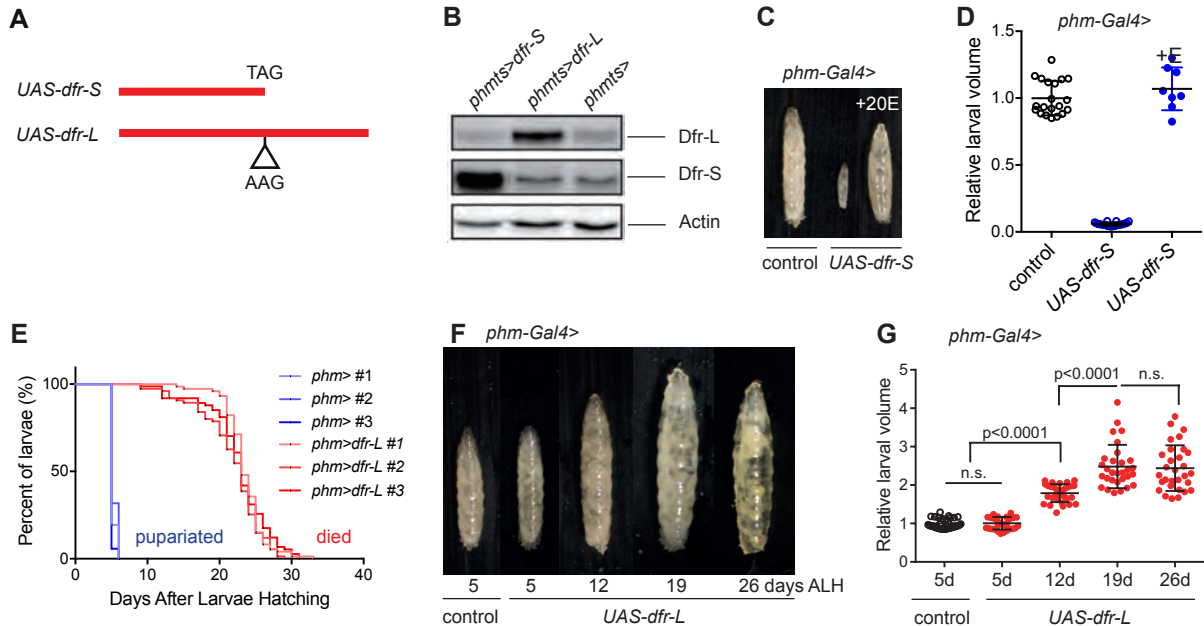 A
TAG
UAS-dfr-S
UAS-dfr-L
AAG
B
phmts>dfr-S
phmts>dfr-L
phmts>
Dfr-L
Dfr-S
Actin
C
phm-Gal4>
+20E
control
UAS-dfr-S
D
phm-Gal4>
Relative larval volume
1.5
1.0
0.5
0.0
control
UAS-dfr-S
UAS-dfr-S
E
Percent of larvae (%)
100
50
0
0
10
20
30
40
Days After Larvae Hatching
pupariated
died
phm> #1
phm> #2
phm> #3
phm>dfr-L #1
phm>dfr-L #2
phm>dfr-L #3
F
phm-Gal4>
5
5
12
19
26 days ALH
control
UAS-dfr-L
G
phm-Gal4>
Relative larval volume
5
4
3
2
1
0
n.s.
p<0.0001
p<0.0001
n.s.
5d
5d
12d
19d
26d
control
UAS-dfr-L